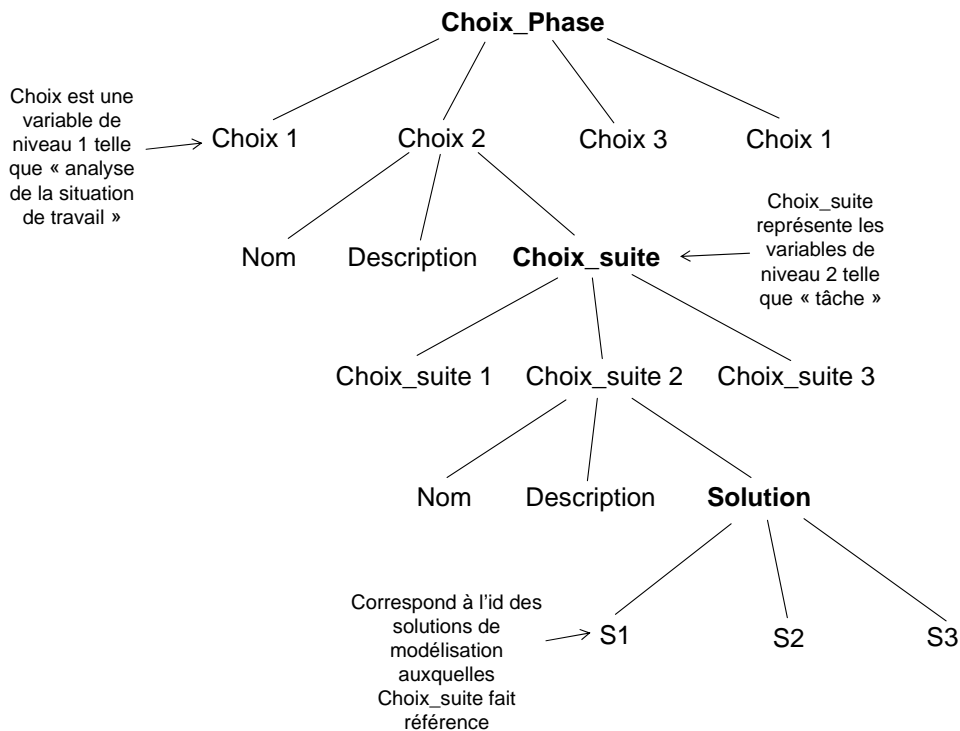 Choix_Phase
Choix est une
variable de
niveau 1 telle
que « analyse
de la situation
de travail »
Choix 1
Choix 2
Choix 3
Choix 1
Choix_suite
représente les
variables de
niveau 2 telle
que « tâche »
Nom
Description
Choix_suite
Choix_suite 1
Choix_suite 2
Choix_suite 3
Nom
Description
Solution
Correspond à l'id des
solutions de
modélisation
auxquelles
Choix_suite fait
référence
S1
S2
S3